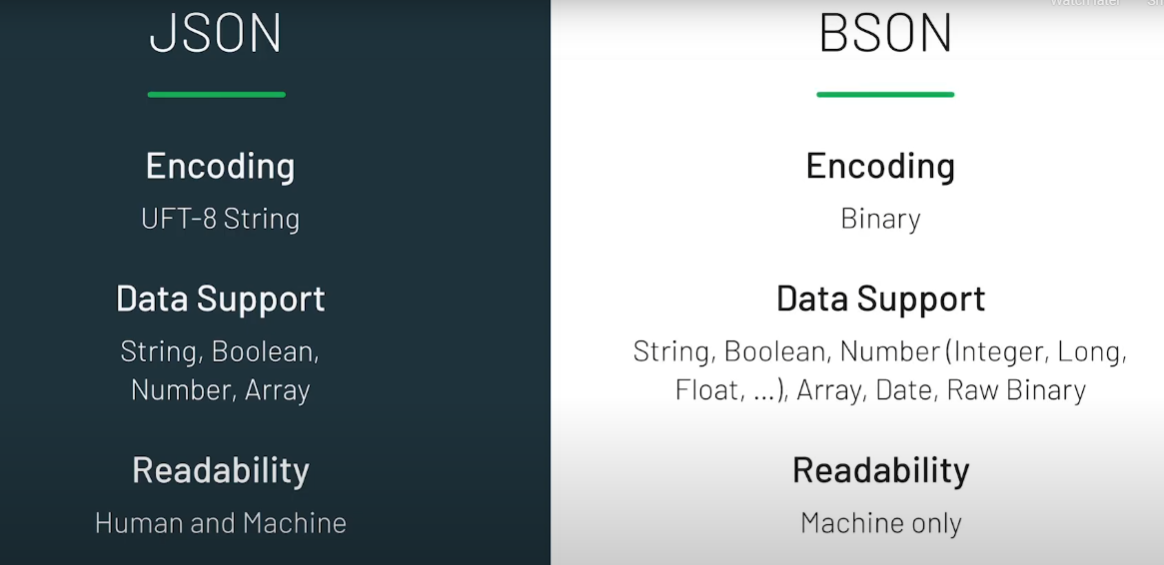 JSON
Encoding
UFT-8 String
Data Support
String, Boolean,
Number, Array
Readability
Human and Machine
Watch later
BSON
Encoding
Binary
Data Support
String, Boolean, Number (Integer, Long,
Float, ...), Array, Date, Raw Binary
Readability
Machine only